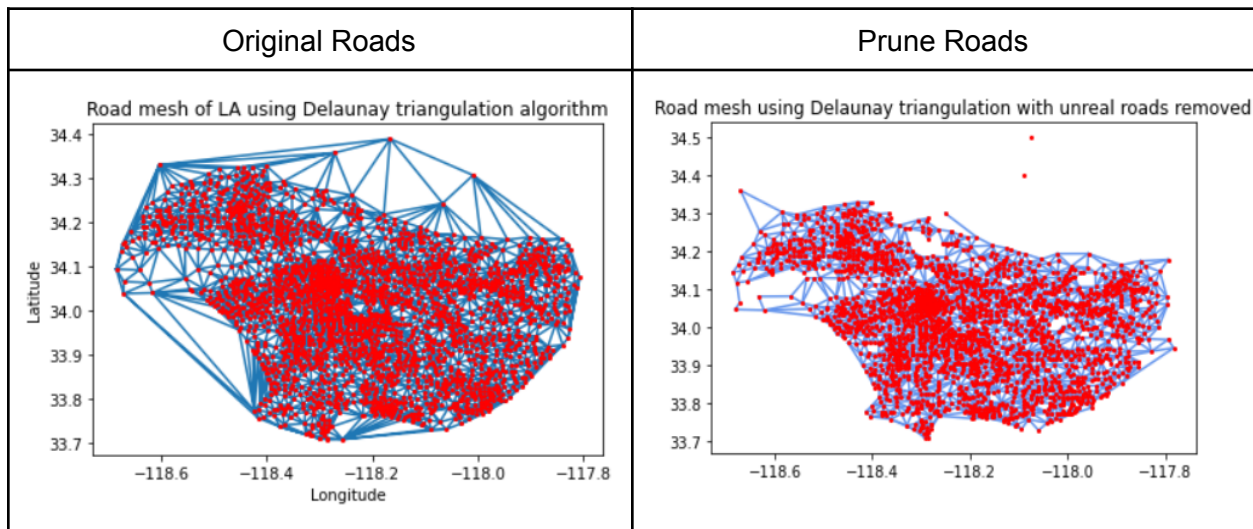 Original Roads
Prune Roads
Road mesh of LA using Delaunay triangulation algorithm
34.4
34.3
34.2
34.1
34.0
33.9
33.8
33.7
Latitude
−118.6 −118.4 −118.2 −118.0 −117.8
Longitude
Road mesh using Delaunay triangulation with unreal roads removed
34.5
34.4
34.3
34.2
34.1
34.0
33.9
33.8
33.7
−118.6 −118.4 −118.2 −118.0 −117.8